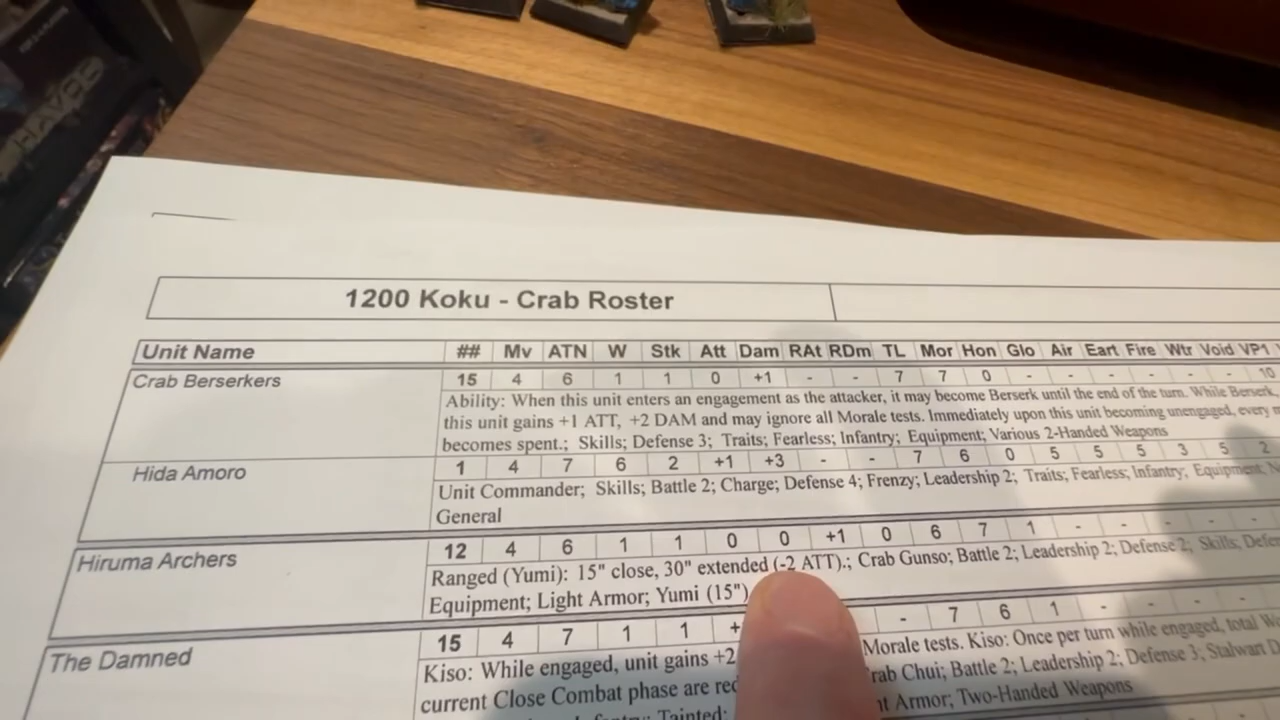 HAVOC
1200 Koku - Crab Roster
Unit Name ## Mv ATN W Stk Att Dam RAt RDm TL Mor Hon Glo Air Eart Fire Wtr Void VP1
Crab Berserkers 15 4 6 1 1 0 +1 - - 7 7 0 - - - - - 10
Ability: When this unit enters an engagement as the attacker, it may become Berserk until the end of the turn. While Berserk,
this unit gains +1 ATT, +2 DAM and may ignore all Morale tests. Immediately upon this unit becoming unengaged, every
becomes spent.; Skills; Defense 3; Traits; Fearless; Infantry; Equipment; Various 2-Handed Weapons
Hida Amoro 1 4 7 6 2 +1 +3 - - 7 6 0 5 5 5 3 5 2
Unit Commander; Skills; Battle 2; Charge; Defense 4; Frenzy; Leadership 2; Traits; Fearless; Infantry; Equipment;
General
Hiruma Archers 12 4 6 1 1 0 0 +1 0 6 7 1 - - - - -
Ranged (Yumi): 15" close, 30" extended (-2 ATT).; Crab Gunso; Battle 2; Leadership 2; Defense 2; Skills;
Equipment; Light Armor; Yumi (15")
The Damned 15 4 7 1 1 - 7 6 1 - - - -
Kiso: While engaged, unit gains +2 Morale tests. Kiso: Once per turn while engaged, total
current Close Combat phase are Crab Chui; Battle 2; Leadership 2; Defense 3; Stalwart
Tainted; Armor; Two-Handed Weapons